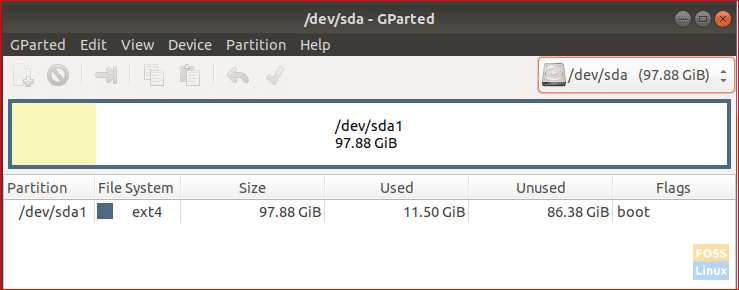 /dev/sda - GParted
GParted Edit View Device Partition Help
/dev/sda (97.88 GiB)
/dev/sda1
97.88 GiB
Partition File System Size Used Unused Flags
/dev/sda1 ext4 97.88 GiB 11.50 GiB 86.38 GiB boot
FOSS
Linux